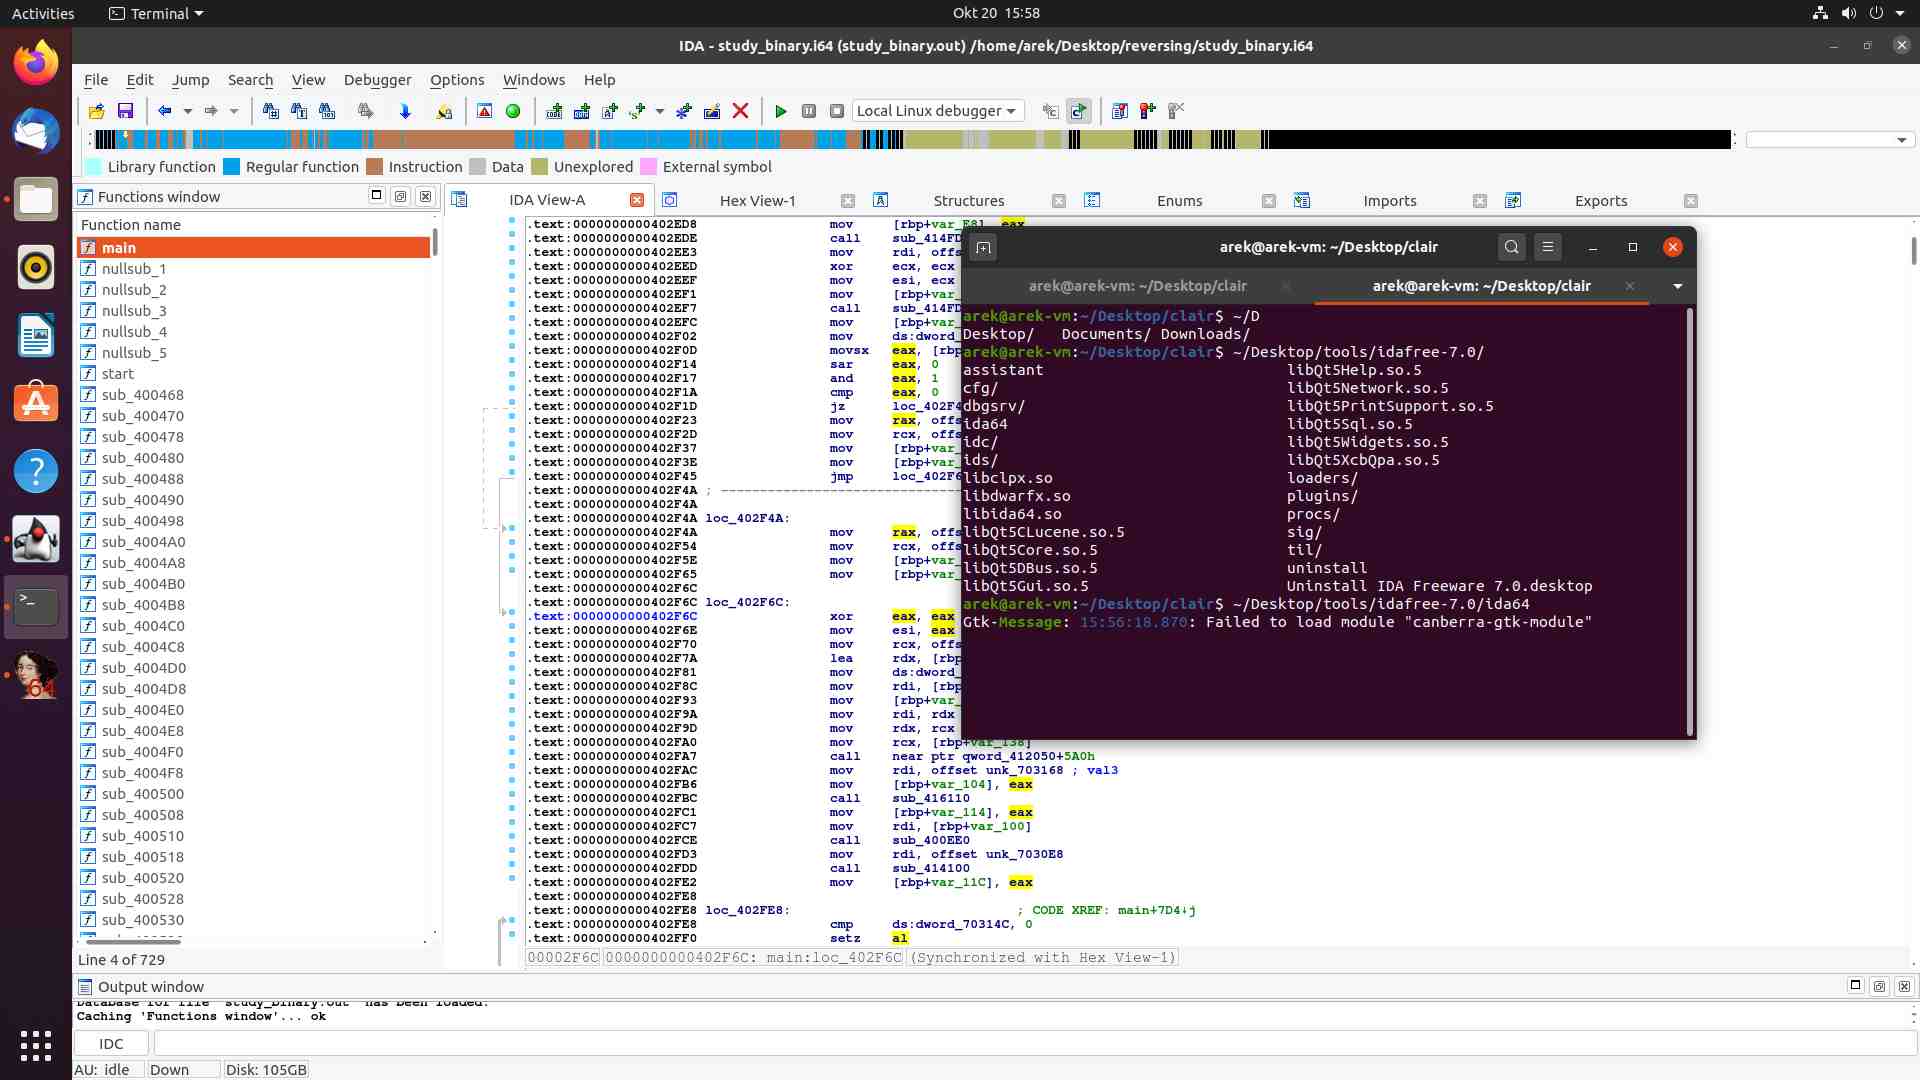 Activities
Terminal
Okt 20 15:58
IDA - study_binary.i64 (study_binary.out) /home/arek/Desktop/reversing/study_binary.i64
File Edit Jump Search View Debugger Options Windows Help
Local Linux debugger
Library function Regular function Instruction Data Unexplored External symbol
Functions window
Function name
main
nullsub_1
nullsub_2
nullsub_3
nullsub_4
nullsub_5
start
sub_400468
sub_400470
sub_400478
sub_400480
sub_400488
sub_400490
sub_400498
sub_4004A0
sub_4004A8
sub_4004B0
sub_4004B8
sub_4004C0
sub_4004C8
sub_4004D0
sub_4004D8
sub_4004E0
sub_4004E8
sub_4004F0
sub_4004F8
sub_400500
sub_400508
sub_400510
sub_400518
sub_400520
sub_400528
sub_400530
Line 4 of 729
IDA View-A Hex View-1 Structures Enums Imports Exports
.text:0000000000402ED8 mov [rbp+var_E8], eax
.text:0000000000402EDE call sub_414FD
.text:0000000000402EE3 mov rdi, offs
.text:0000000000402EED xor ecx, ecx
.text:0000000000402EEF mov esi, ecx
.text:0000000000402EF1 mov [rbp+var_
.text:0000000000402EF7 call sub_414FD
.text:0000000000402EFC mov [rbp+var_
.text:0000000000402F02 mov ds:dword_
.text:0000000000402F0D movsx eax, [rbp
.text:0000000000402F14 sar eax, 0
.text:0000000000402F17 and eax, 1
.text:0000000000402F1A cmp eax, 0
.text:0000000000402F1D jz loc_402F4
.text:0000000000402F23 mov rax, offs
.text:0000000000402F2D mov rcx, offs
.text:0000000000402F37 mov [rbp+var_
.text:0000000000402F3E mov [rbp+var_
.text:0000000000402F45 jmp loc_402F6
.text:0000000000402F4A ; ---------------------------------
.text:0000000000402F4A
.text:0000000000402F4A loc_402F4A:
.text:0000000000402F4A mov rax, offs
.text:0000000000402F54 mov rcx, offs
.text:0000000000402F5E mov [rbp+var_
.text:0000000000402F65 mov [rbp+var_
.text:0000000000402F6C
.text:0000000000402F6C loc_402F6C:
.text:0000000000402F6C xor eax, eax
.text:0000000000402F6E mov esi, eax
.text:0000000000402F70 mov rcx, offs
.text:0000000000402F7A lea rdx, [rbp
.text:0000000000402F81 mov ds:dword_
.text:0000000000402F8C mov rdi, [rbp
.text:0000000000402F93 mov [rbp+var_
.text:0000000000402F9A mov rdi, rdx
.text:0000000000402F9D mov rdx, rcx
.text:0000000000402FA0 mov rcx, [rbp+var_138]
.text:0000000000402FA7 call near ptr qword_412050+5A0h
.text:0000000000402FAC mov rdi, offset unk_703168 ; val3
.text:0000000000402FB6 mov [rbp+var_104], eax
.text:0000000000402FBC call sub_416110
.text:0000000000402FC1 mov [rbp+var_114], eax
.text:0000000000402FC7 mov rdi, [rbp+var_100]
.text:0000000000402FCE call sub_400EE0
.text:0000000000402FD3 mov rdi, offset unk_7030E8
.text:0000000000402FDD call sub_414100
.text:0000000000402FE2 mov [rbp+var_11C], eax
.text:0000000000402FE8
.text:0000000000402FE8 loc_402FE8: ; CODE XREF: main+7D4↓j
.text:0000000000402FE8 cmp ds:dword_70314C, 0
.text:0000000000402FF0 setz al
00002F6C 0000000000402F6C: main:loc_402F6C (Synchronized with Hex View-1)
arek@arek-vm: ~/Desktop/clair
arek@arek-vm: ~/Desktop/clair arek@arek-vm: ~/Desktop/clair
arek@arek-vm:~/Desktop/clair$ ~/D
Desktop/ Documents/ Downloads/
arek@arek-vm:~/Desktop/clair$ ~/Desktop/tools/idafree-7.0/
assistant libQt5Help.so.5
cfg/ libQt5Network.so.5
dbgsrv/ libQt5PrintSupport.so.5
ida64 libQt5Sql.so.5
idc/ libQt5Widgets.so.5
ids/ libQt5XcbQpa.so.5
libclpx.so loaders/
libdwarfx.so plugins/
libida64.so procs/
libQt5CLucene.so.5 sig/
libQt5Core.so.5 til/
libQt5DBus.so.5 uninstall
libQt5Gui.so.5 Uninstall IDA Freeware 7.0.desktop
arek@arek-vm:~/Desktop/clair$ ~/Desktop/tools/idafree-7.0/ida64
Gtk-Message: 15:56:18.870: Failed to load module "canberra-gtk-module"
Output window
Database for file 'study_binary.out' has been loaded.
Caching 'Functions window'... ok
IDC
AU: idle Down Disk: 105GB
64